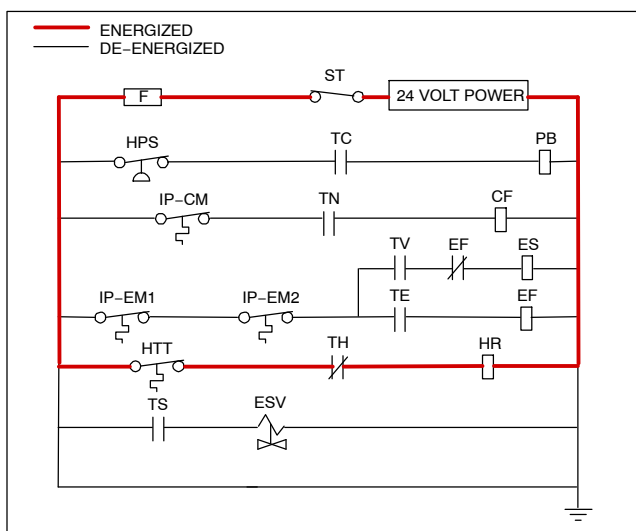 ENERGIZED
DE-ENERGIZED
ST
F
24 VOLT POWER
HPS
TC
PB
IP-CM
TN
CF
TV
EF
ES
IP-EM1
IP-EM2
TE
EF
HTT
TH
HR
TS
ESV